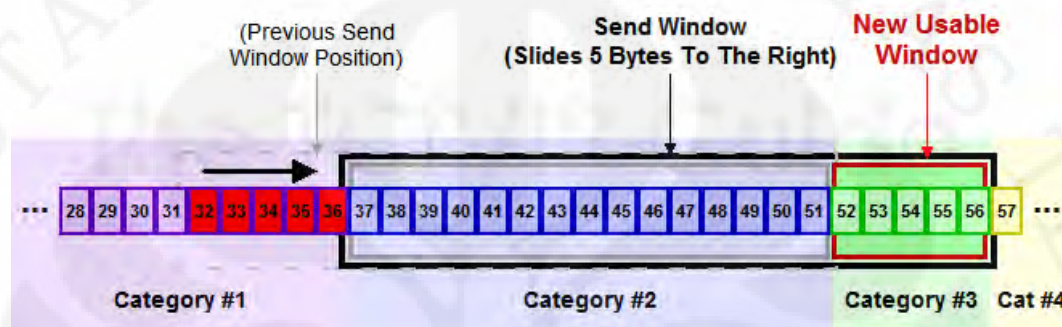 (Previous Send
Window Position)
Send Window
(Slides 5 Bytes To The Right)
New Usable
Window
... 28 29 30 31 32 33 34 35 36 37 38 39 40 41 42 43 44 45 46 47 48 49 50 51 52 53 54 55 56 57 ...
Category #1
Category #2
Category #3
Cat #4